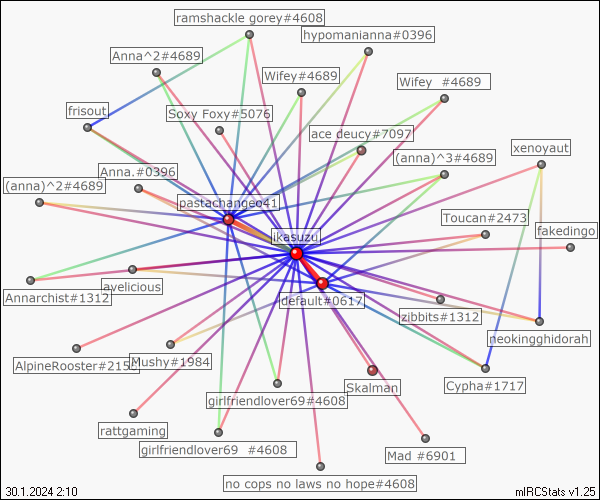 ramshackle gorey#4608
hypomanianna#0396
Anna^2#4689
Wifey#4689
Wifey  #4689
frisout
Soxy Foxy#5076
ace deucy#7097
xenoyaut
(anna)^3#4689
Anna.#0396
(anna)^2#4689
pastachangeo41
Toucan#2473
ikasuzu
fakedingo
ayelicious
Annarchist#1312
default#0617
zibbits#1312
neokingghidorah
AlpineRooster#215
Mushy#1984
Skalman
Cypha#1717
girlfriendlover69#4608
rattgaming
girlfriendlover69  #4608
Mad #6901
no cops no laws no hope#4608
30.1.2024 2:10
mIRCStats v1.25